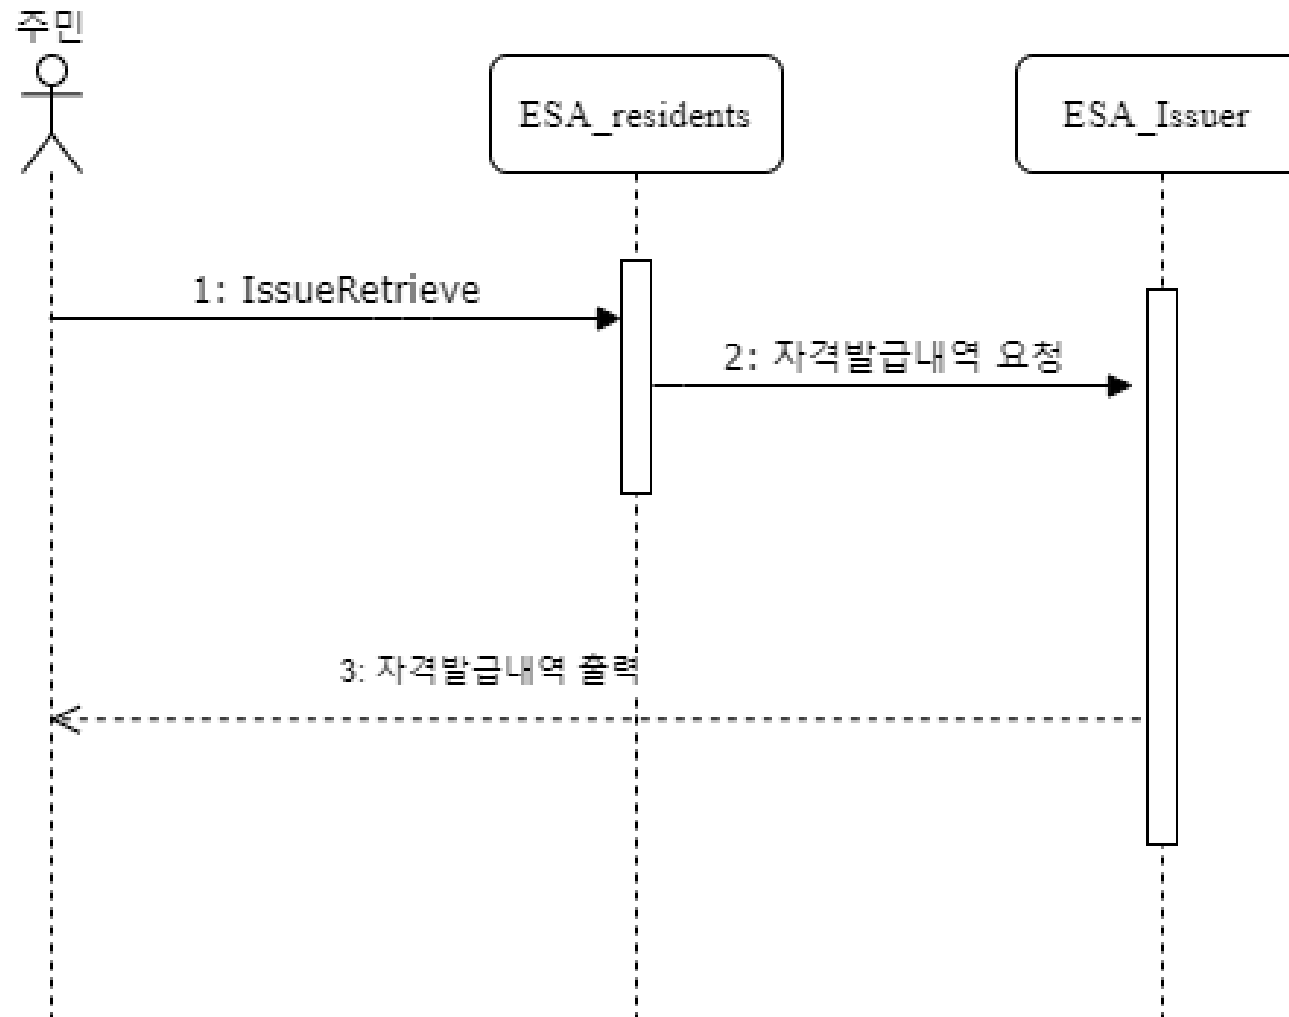 주민
ESA_residents
ESA_Issuer
1: IssueRetrieve
2: 자격발급내역 요청
3: 자격발급내역 출력